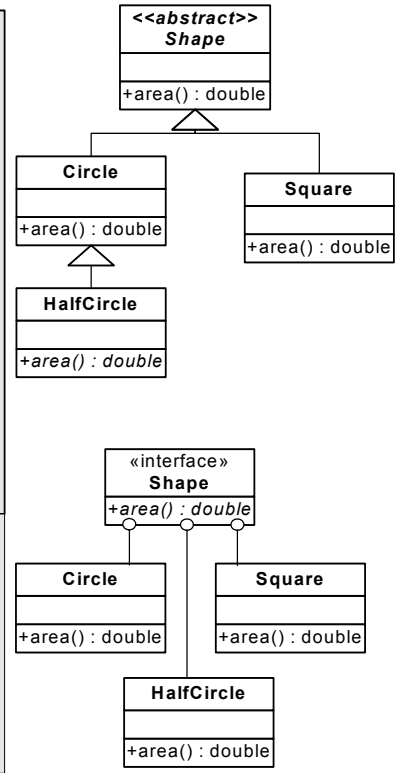 <<abstract>>
Shape
+area() : double
Circle
+area() : double
Square
+area() : double
HalfCircle
+area() : double
«interface»
Shape
+area() : double
Circle
+area() : double
Square
+area() : double
HalfCircle
+area() : double